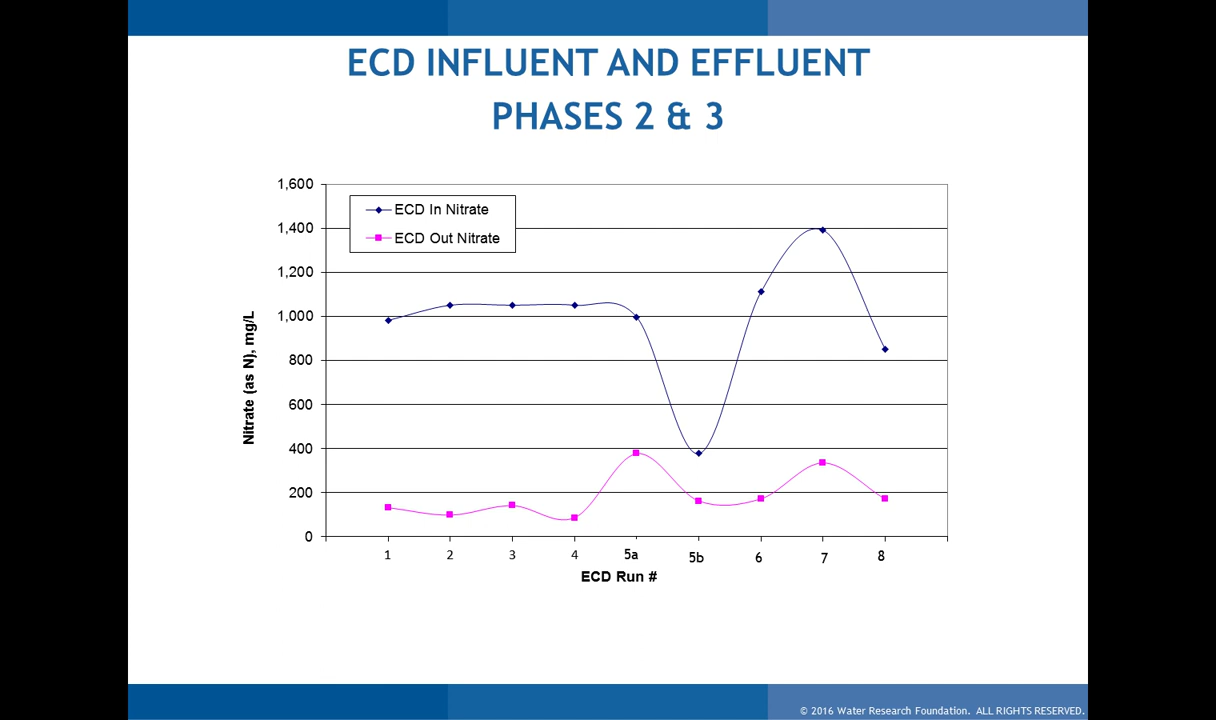 ECD INFLUENT AND EFFLUENT
PHASES 2 & 3
1,600
1,400
1,200
1,000
800
600
400
200
0
ECD In Nitrate
ECD Out Nitrate
Nitrate (as N), mg/L
1 2 3 4 5a 5b 6 7 8
ECD Run #
© 2016 Water Research Foundation. ALL RIGHTS RESERVED.